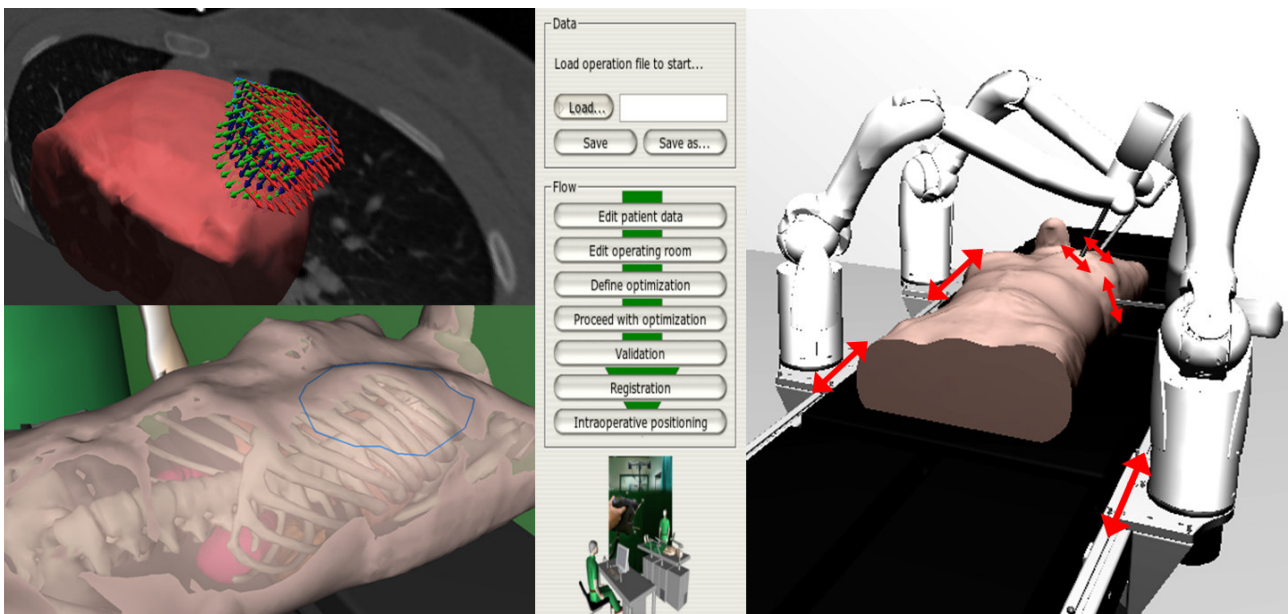 Data
Load operation file to start...
Load...
Save
Save as...
Flow
Edit patient data
Edit operating room
Define optimization
Proceed with optimization
Validation
Registration
Intraoperative positioning